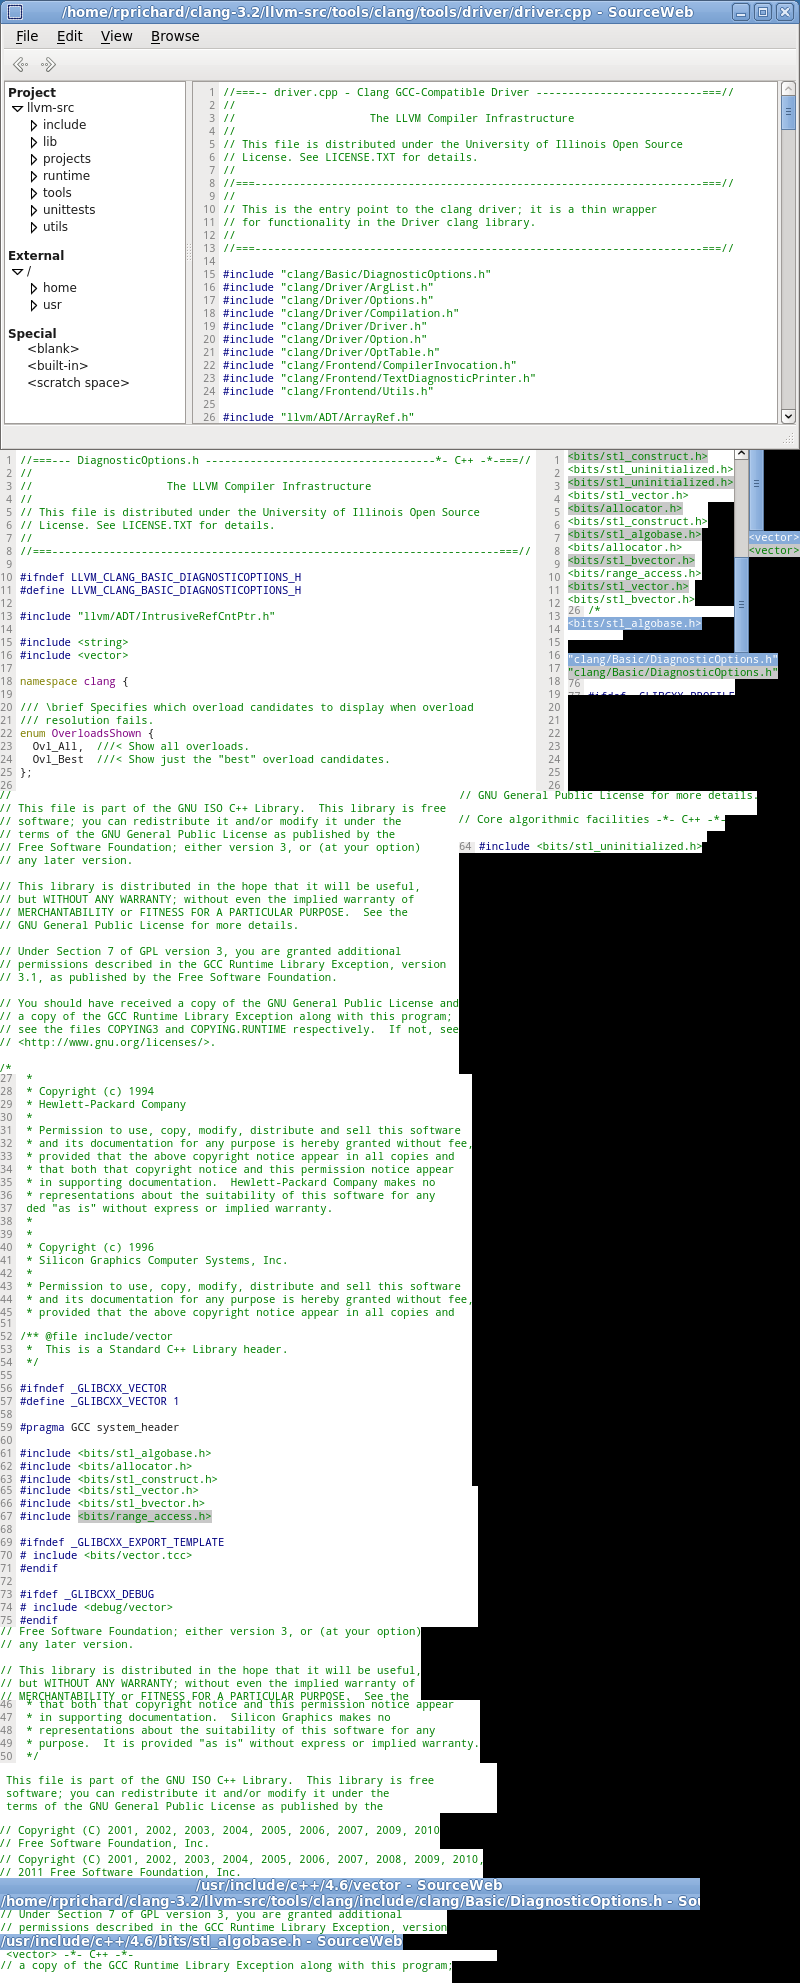 /home/rprichard/clang-3.2/llvm-src/tools/clang/tools/driver/driver.cpp - SourceWeb
File Edit View Browse
Project
llvm-src
include
lib
projects
runtime
tools
unittests
utils
External
/
home
usr
Special
<blank>
<built-in>
<scratch space>
1 //===-- driver.cpp - Clang GCC-Compatible Driver --------------------------===//
2 //
3 // The LLVM Compiler Infrastructure
4 //
5 // This file is distributed under the University of Illinois Open Source
6 // License. See LICENSE.TXT for details.
7 //
8 //===----------------------------------------------------------------------===//
9 //
10 // This is the entry point to the clang driver; it is a thin wrapper
11 // for functionality in the Driver clang library.
12 //
13 //===----------------------------------------------------------------------===//
14
15 #include "clang/Basic/DiagnosticOptions.h"
16 #include "clang/Driver/ArgList.h"
17 #include "clang/Driver/Options.h"
18 #include "clang/Driver/Compilation.h"
19 #include "clang/Driver/Driver.h"
20 #include "clang/Driver/Option.h"
21 #include "clang/Driver/OptTable.h"
22 #include "clang/Frontend/CompilerInvocation.h"
23 #include "clang/Frontend/TextDiagnosticPrinter.h"
24 #include "clang/Frontend/Utils.h"
25
26 #include "llvm/ADT/ArrayRef.h"
1 //===--- DiagnosticOptions.h ------------------------------------*- C++ -*-===//
2 //
3 // The LLVM Compiler Infrastructure
4 //
5 // This file is distributed under the University of Illinois Open Source
6 // License. See LICENSE.TXT for details.
7 //
8 //===----------------------------------------------------------------------===//
9
10 #ifndef LLVM_CLANG_BASIC_DIAGNOSTICOPTIONS_H
11 #define LLVM_CLANG_BASIC_DIAGNOSTICOPTIONS_H
12
13 #include "llvm/ADT/IntrusiveRefCntPtr.h"
14
15 #include <string>
16 #include <vector>
17
18 namespace clang {
19
20 /// \brief Specifies which overload candidates to display when overload
21 /// resolution fails.
22 enum OverloadsShown {
23 Ovl_All, ///< Show all overloads.
24 Ovl_Best ///< Show just the "best" overload candidates.
25 };
26
1
2
3
4
5
6
7
8
9
10
11
12
13
14
15
16
17
18
19
20
21
22
23
24
25
26
<bits/stl_construct.h>
<bits/stl_uninitialized.h>
<bits/stl_uninitialized.h>
<bits/stl_vector.h>
<bits/allocator.h>
<bits/stl_construct.h>
<bits/stl_algobase.h>
<bits/allocator.h>
<bits/stl_bvector.h>
<bits/range_access.h>
<bits/stl_vector.h>
<bits/stl_bvector.h>
26 /*
<bits/stl_algobase.h>
<vector>
<vector>
"clang/Basic/DiagnosticOptions.h"
"clang/Basic/DiagnosticOptions.h"
76
77 #ifdef _GLIBCXX_PROFILE
//
// This file is part of the GNU ISO C++ Library. This library is free
// software; you can redistribute it and/or modify it under the
// terms of the GNU General Public License as published by the
// Free Software Foundation; either version 3, or (at your option)
// any later version.
// GNU General Public License for more details.
// Core algorithmic facilities -*- C++ -*-
64 #include <bits/stl_uninitialized.h>
// This library is distributed in the hope that it will be useful,
// but WITHOUT ANY WARRANTY; without even the implied warranty of
// MERCHANTABILITY or FITNESS FOR A PARTICULAR PURPOSE. See the
// GNU General Public License for more details.
// Under Section 7 of GPL version 3, you are granted additional
// permissions described in the GCC Runtime Library Exception, version
// 3.1, as published by the Free Software Foundation.
// You should have received a copy of the GNU General Public License and
// a copy of the GCC Runtime Library Exception along with this program;
// see the files COPYING3 and COPYING.RUNTIME respectively. If not, see
// <http://www.gnu.org/licenses/>.
/*
27 *
28 * Copyright (c) 1994
29 * Hewlett-Packard Company
30 *
31 * Permission to use, copy, modify, distribute and sell this software
32 * and its documentation for any purpose is hereby granted without fee,
33 * provided that the above copyright notice appear in all copies and
34 * that both that copyright notice and this permission notice appear
35 * in supporting documentation. Hewlett-Packard Company makes no
36 * representations about the suitability of this software for any
37 ded "as is" without express or implied warranty.
38 *
39 *
40 * Copyright (c) 1996
41 * Silicon Graphics Computer Systems, Inc.
42 *
43 * Permission to use, copy, modify, distribute and sell this software
44 * and its documentation for any purpose is hereby granted without fee,
45 * provided that the above copyright notice appear in all copies and
51
52 /** @file include/vector
53 * This is a Standard C++ Library header.
54 */
55
56 #ifndef _GLIBCXX_VECTOR
57 #define _GLIBCXX_VECTOR 1
58
59 #pragma GCC system_header
60
61 #include <bits/stl_algobase.h>
62 #include <bits/allocator.h>
63 #include <bits/stl_construct.h>
65 #include <bits/stl_vector.h>
66 #include <bits/stl_bvector.h>
67 #include <bits/range_access.h>
68
69 #ifndef _GLIBCXX_EXPORT_TEMPLATE
70 # include <bits/vector.tcc>
71 #endif
72
73 #ifdef _GLIBCXX_DEBUG
74 # include <debug/vector>
75 #endif
// Free Software Foundation; either version 3, or (at your option)
// any later version.
// This library is distributed in the hope that it will be useful,
// but WITHOUT ANY WARRANTY; without even the implied warranty of
// MERCHANTABILITY or FITNESS FOR A PARTICULAR PURPOSE. See the
46 * that both that copyright notice and this permission notice appear
47 * in supporting documentation. Silicon Graphics makes no
48 * representations about the suitability of this software for any
49 * purpose. It is provided "as is" without express or implied warranty.
50 */
This file is part of the GNU ISO C++ Library. This library is free
software; you can redistribute it and/or modify it under the
terms of the GNU General Public License as published by the
// Copyright (C) 2001, 2002, 2003, 2004, 2005, 2006, 2007, 2009, 2010
// Free Software Foundation, Inc.
// Copyright (C) 2001, 2002, 2003, 2004, 2005, 2006, 2007, 2008, 2009, 2010,
// 2011 Free Software Foundation, Inc.
/usr/include/c++/4.6/vector - SourceWeb
/home/rprichard/clang-3.2/llvm-src/tools/clang/include/clang/Basic/DiagnosticOptions.h - Sou
// Under Section 7 of GPL version 3, you are granted additional
// permissions described in the GCC Runtime Library Exception, version
/usr/include/c++/4.6/bits/stl_algobase.h - SourceWeb
<vector> -*- C++ -*-
// a copy of the GCC Runtime Library Exception along with this program;